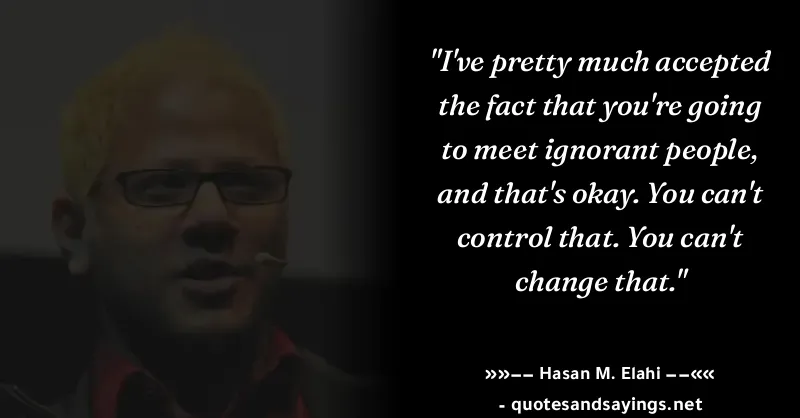 "I've pretty much accepted
the fact that you're going
to meet ignorant people,
and that's okay. You can't
control that. You can't
change that."
»»−− Hasan M. Elahi −−««
- quotesandsayings.net